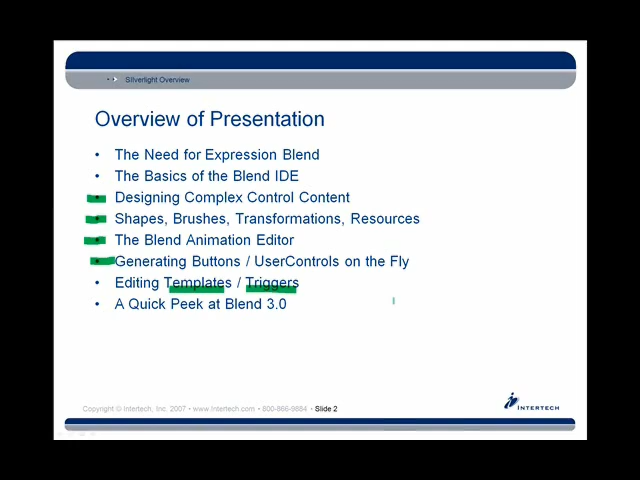 Silverlight Overview
Overview of Presentation
• The Need for Expression Blend
• The Basics of the Blend IDE
• Designing Complex Control Content
• Shapes, Brushes, Transformations, Resources
• The Blend Animation Editor
• Generating Buttons / UserControls on the Fly
• Editing Templates / Triggers
• A Quick Peek at Blend 3.0
Copyright © Intertech, Inc. 2007 • www.Intertech.com • 800-866-9884 • Slide 2
INTERTECH